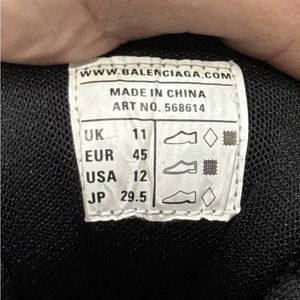 WWW.BALENCIAGA.COM
MADE IN CHINA
ART NO.568614
UK 11
EUR 45
USA 12
JP 29.5